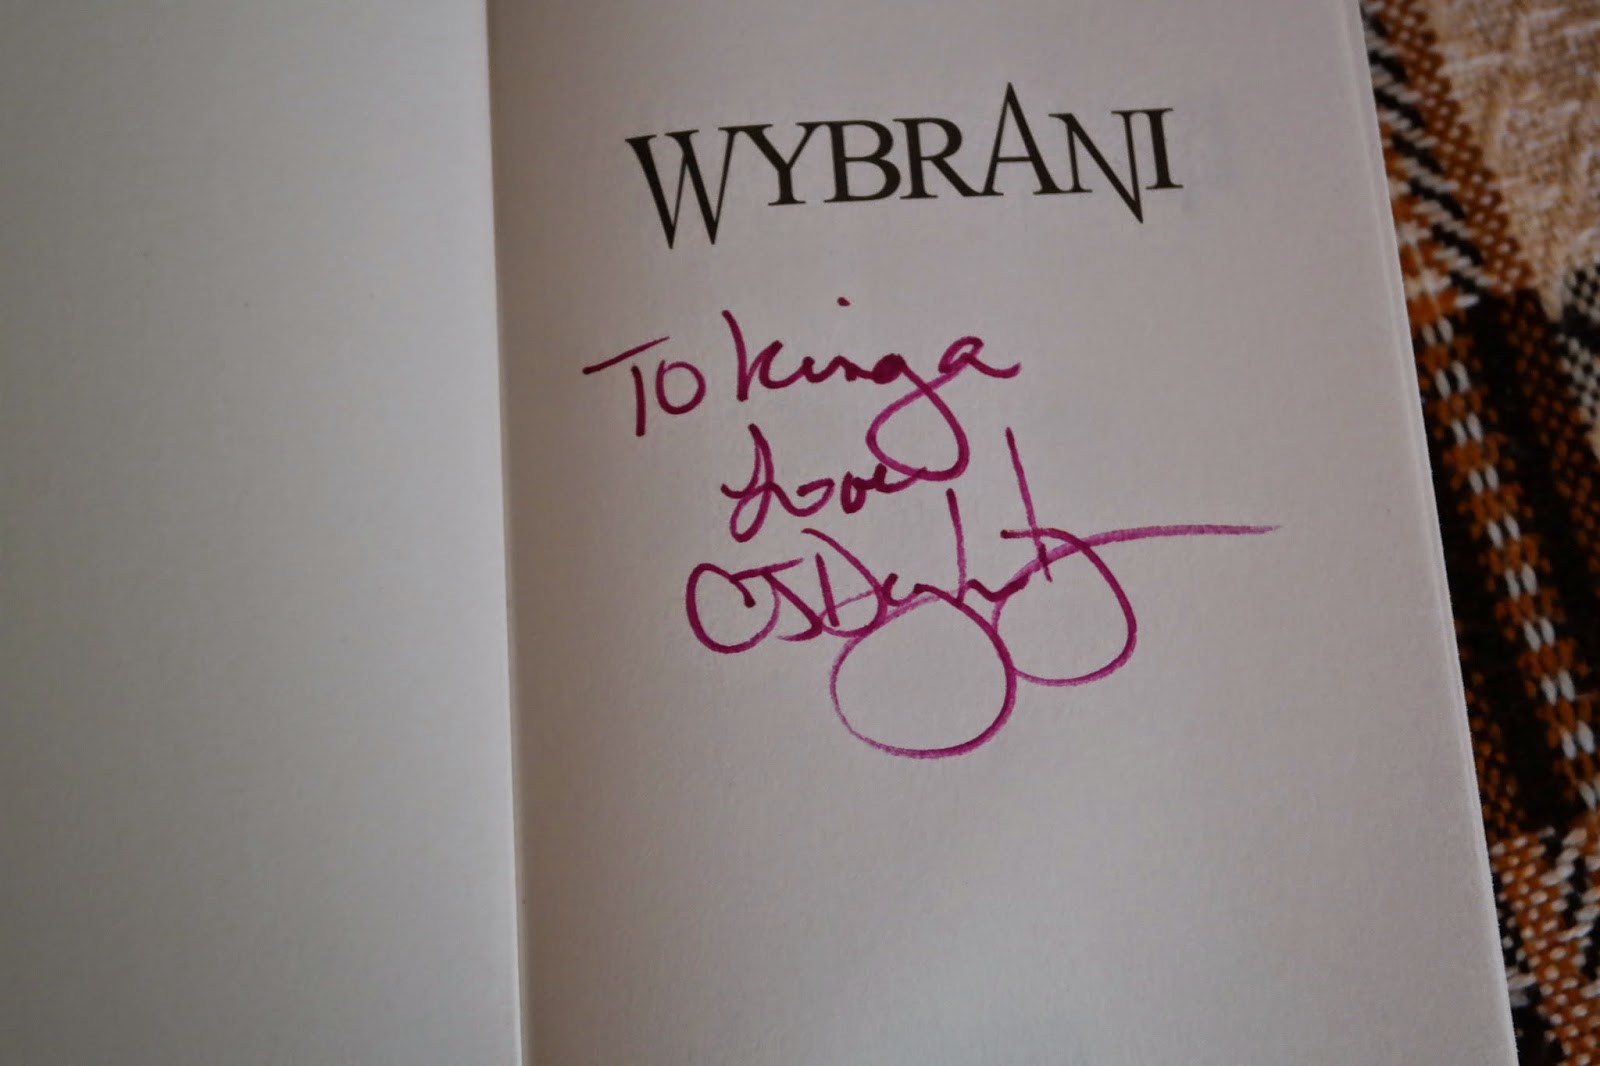 WYBRANI
To Kinga
Love
CJ Daugherty